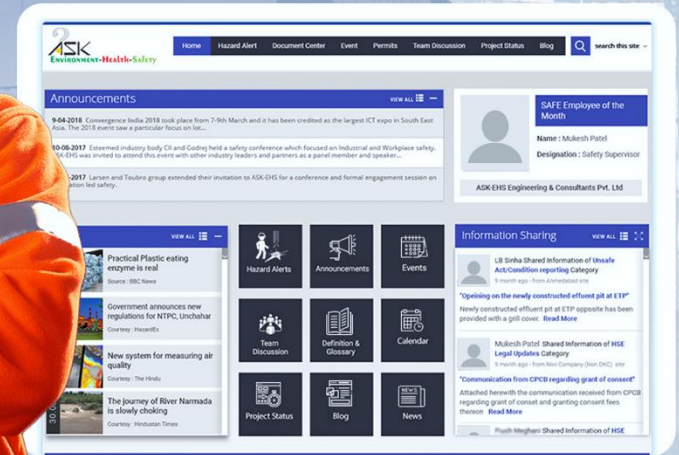 2
ASK
ENVIRONMENT-HEALTH-SAFETY
Home Hazard Alert Document Center Event Permits Team Discussion Project Status Blog search this site
Announcements VIEW ALL
9-04-2018 Convergence India 2018 took place from 7-9th March and it has been credited as the largest ICT expo in South East
Asia. The 2018 event saw a particular focus on lot...
10-08-2017 Esteemed industry body CII and Godrej held a safety conference which focused on Industrial and Workplace safety.
ASK-EHS was invited to attend this event with other industry leaders and partners as a panel member and speaker...
-2017 Larsen and Toubro group extended their invitation to ASK-EHS for a conference and formal engagement session on
led safety.
SAFE Employee of the
Month
Name : Mukesh Patel
Designation : Safety Supervisor
ASK-EHS Engineering & Consultants Pvt. Ltd
VIEW ALL
Practical Plastic eating
enzyme is real
Source : BBC News
Government announces new
regulations for NTPC, Unchahar
Courtesy : HazardEx
New system for measuring air
quality
Courtesy : The Hindu
The journey of River Narmada
is slowly choking
Courtesy : Hindustan Times
Hazard Alerts
Announcements
Events
Team
Discussion
Definition &
Glossary
Calendar
Project Status
Blog
NEWS
News
Information Sharing VIEW ALL
LB Sinha Shared Information of Unsafe
Act/Condition reporting Category
9 month ago - from Ahmedabad site
"Opeining on the newly constructed effluent pit at ETP"
Newly constructed effluent pit at ETP opposite has been
provided with a grill cover. Read More
Mukesh Patel Shared Information of HSE
Legal Updates Category
9 month ago - from Non Company (Non DKC) site
"Communication from CPCB regarding grant of consent"
Attached herewith the communication received from CPCB
regarding grant of conset and granting consent fees
thereon Read More
Shared Information of HSE